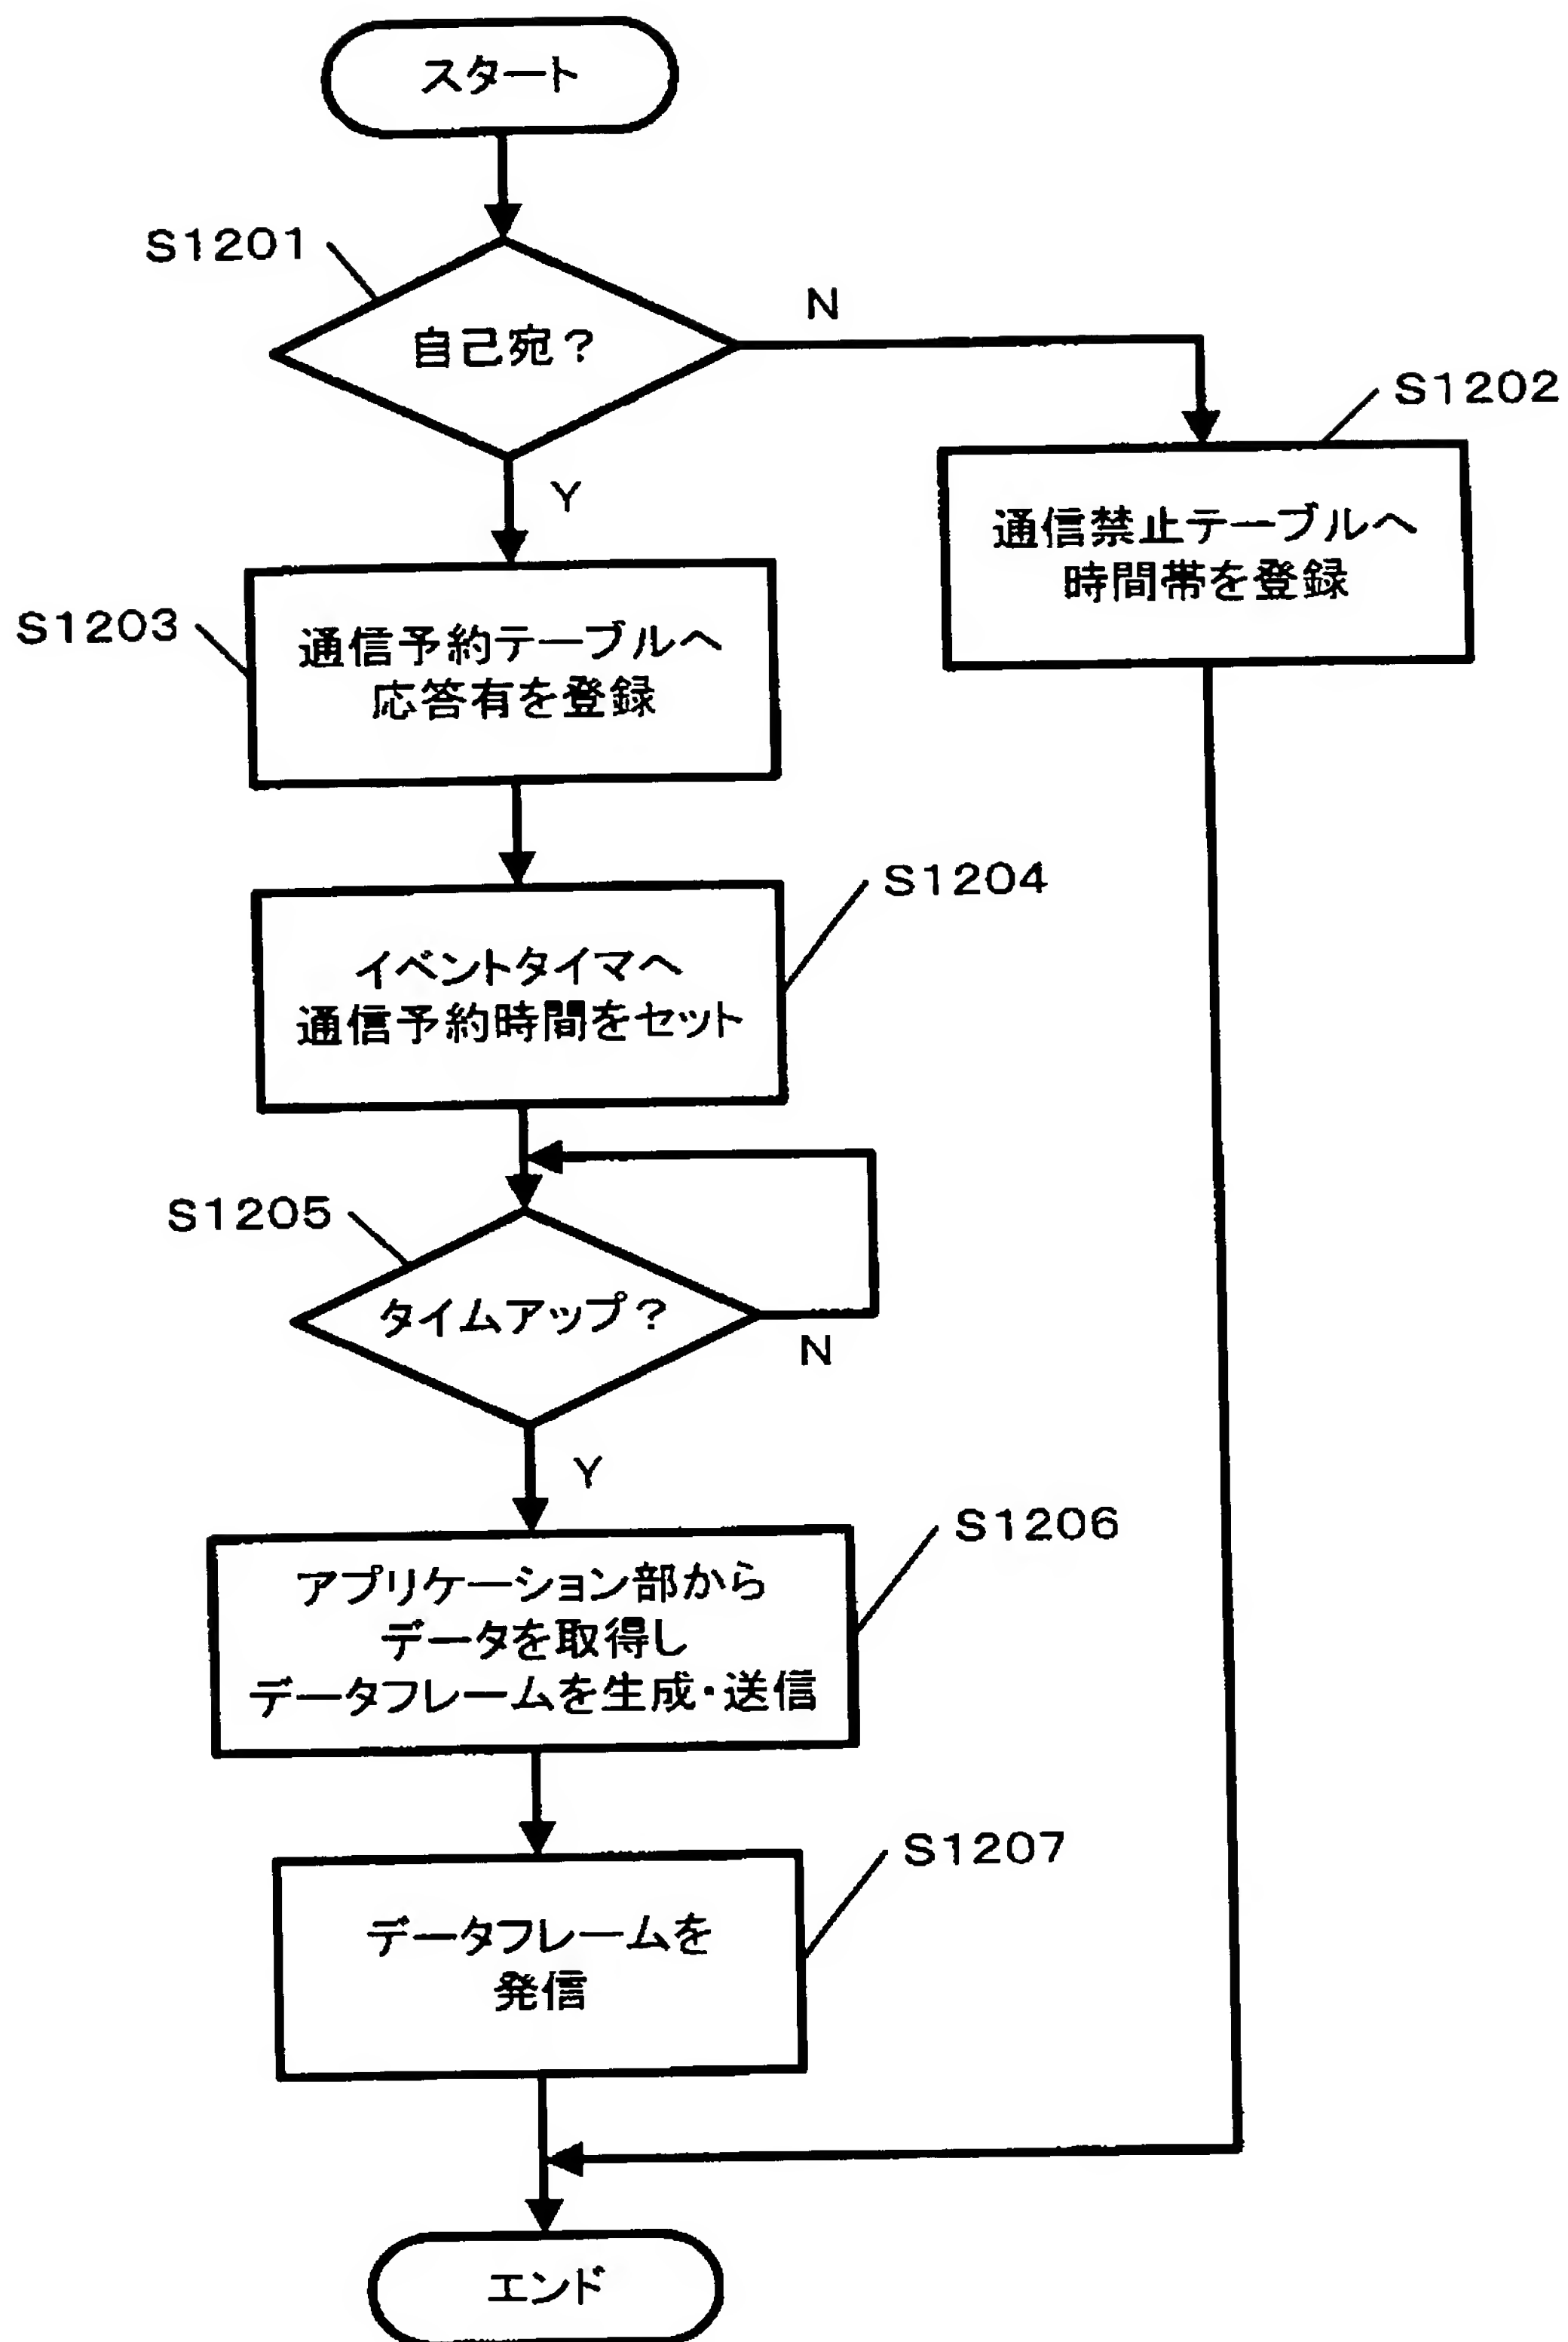 スタート
S1201
自己宛?
N
S1202
Y
通信禁止テーブルへ
時間帯を登録
S1203
通信予約テーブルへ
応答有を登録
S1204
イベントタイマへ
通信予約時間をセット
S1205
タイムアップ?
N
Y
S1206
アプリケーション部から
データを取得し
データフレームを生成・送信
S1207
データフレームを
発信
エンド